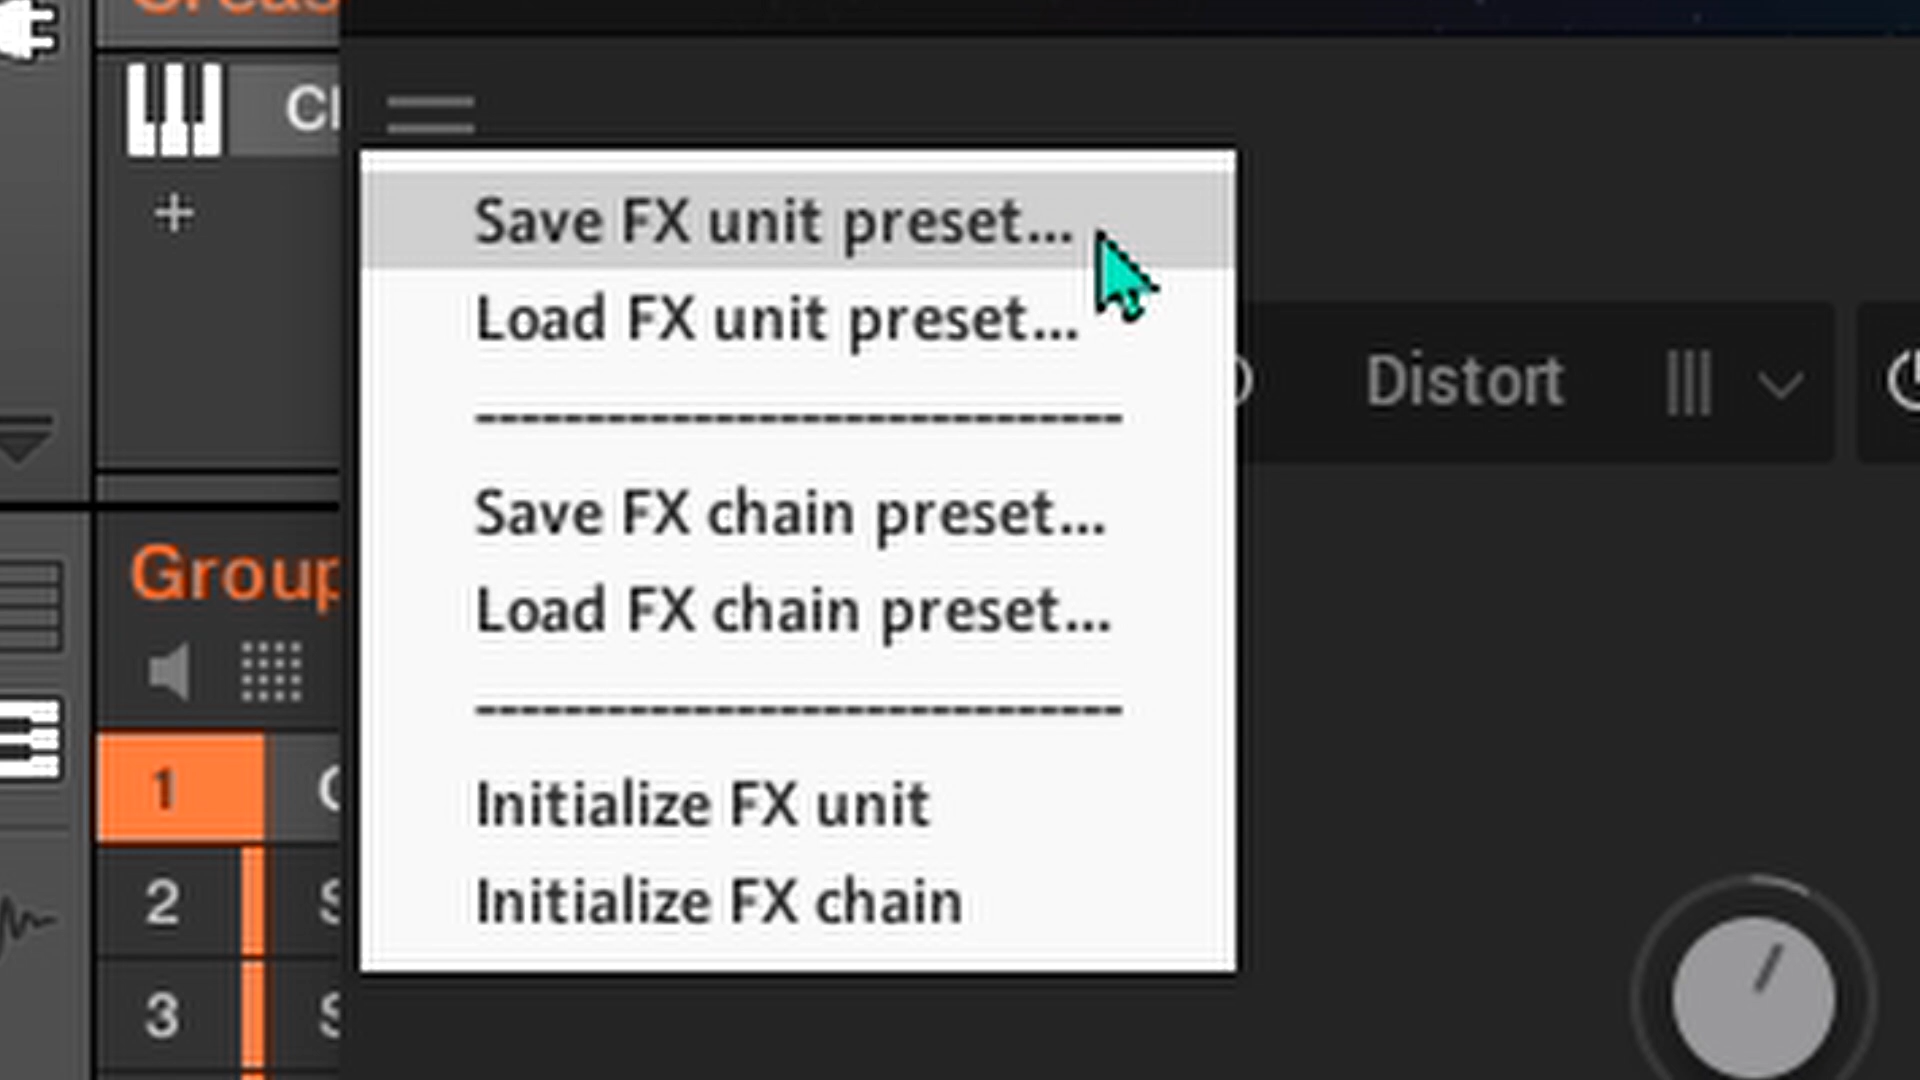 Save FX unit preset...
Load FX unit preset...
------------------------------
Save FX chain preset...
Load FX chain preset...
------------------------------
Initialize FX unit
Initialize FX chain
Distort
Group
1
2
3